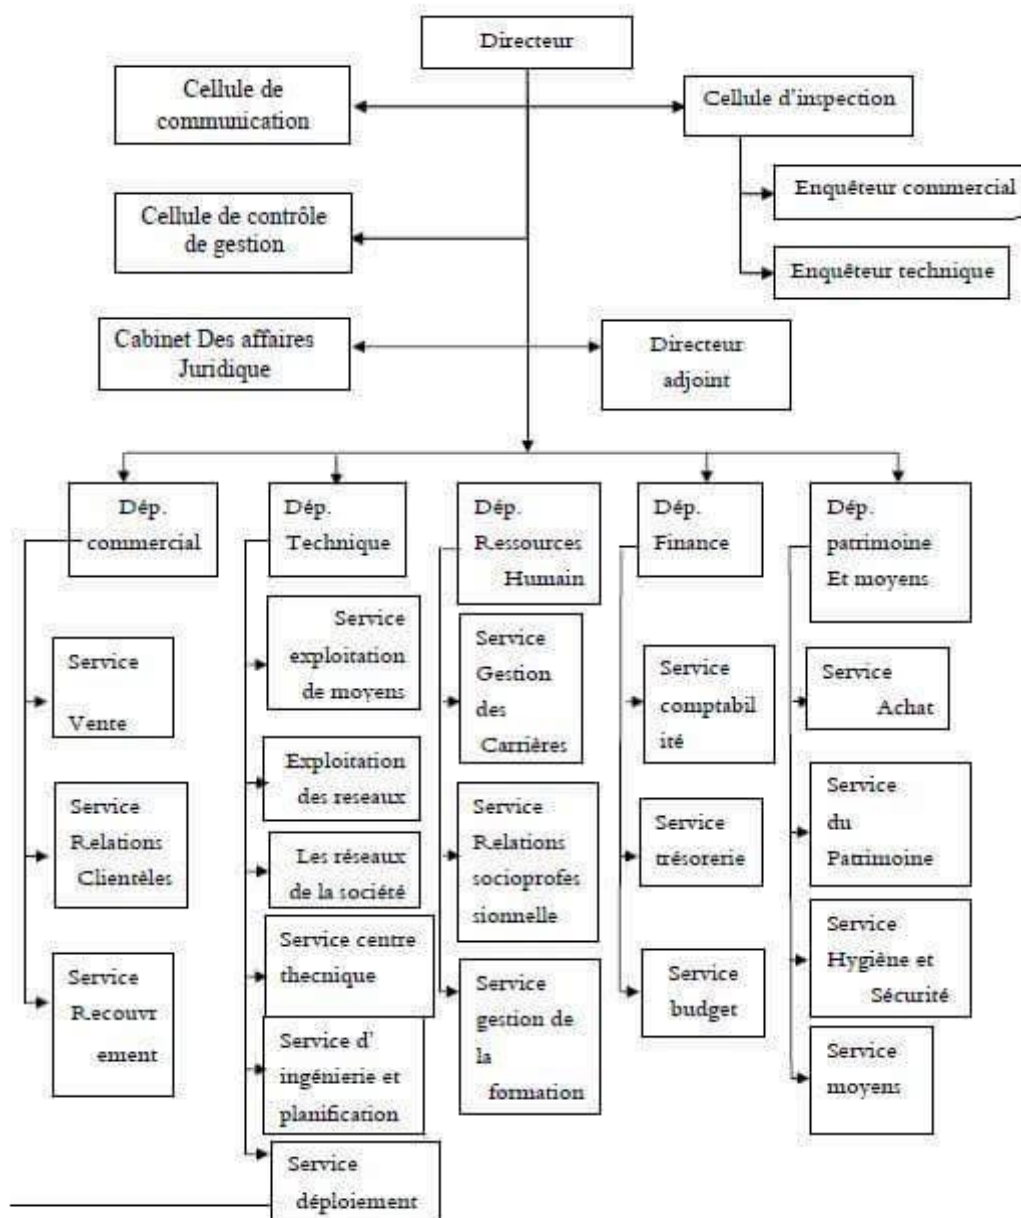 Directeur
Cellule de
communication
Cellule d'inspection
Enquêteur commercial
Cellule de contrôle
de gestion
Enquêteur technique
Cabinet Des affaires
Juridique
Directeur
adjoint
Dép.
commercial
Service
Vente
Service
Relations
Clientèles
Service
Recouvr
ement
Dép.
Technique
Service
exploitation
de moyens
Exploitation
des reseaux
Les réseaux
de la société
Service centre
thecnique
Service d'
ingénierie et
planification
Service
déploiement
Dép.
Ressources
Humain
Service
Gestion
des
Carrières
Service
Relations
socioprofes
sionnelle
Service
gestion de
la
formation
Dép.
Finance
Service
comptabil
ité
Service
trésorerie
Service
budget
Dép.
patrimoine
Et moyens
Service
Achat
Service
du
Patrimoine
Service
Hygiène et
Sécurité
Service
moyens